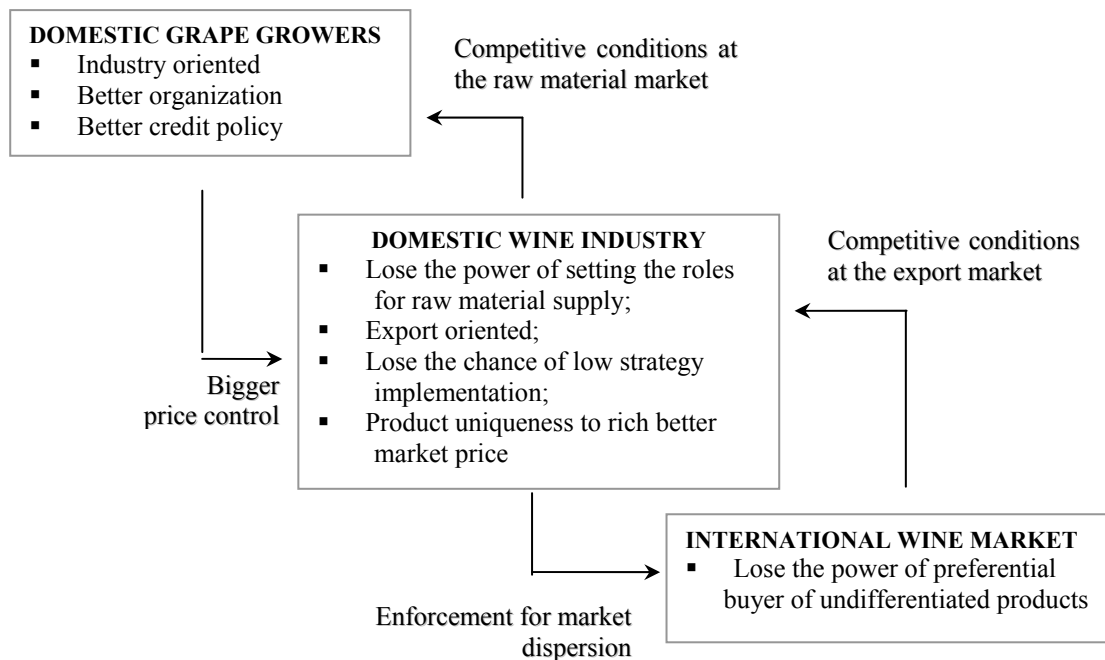 DOMESTIC GRAPE GROWERS
▪ Industry oriented
▪ Better organization
▪ Better credit policy
Competitive conditions at
the raw material market
DOMESTIC WINE INDUSTRY
▪ Lose the power of setting the roles
for raw material supply;
▪ Export oriented;
▪ Lose the chance of low strategy
implementation;
▪ Product uniqueness to rich better
market price
Competitive conditions
at the export market
Bigger
price control
INTERNATIONAL WINE MARKET
▪ Lose the power of preferential
buyer of undifferentiated products
Enforcement for market
dispersion